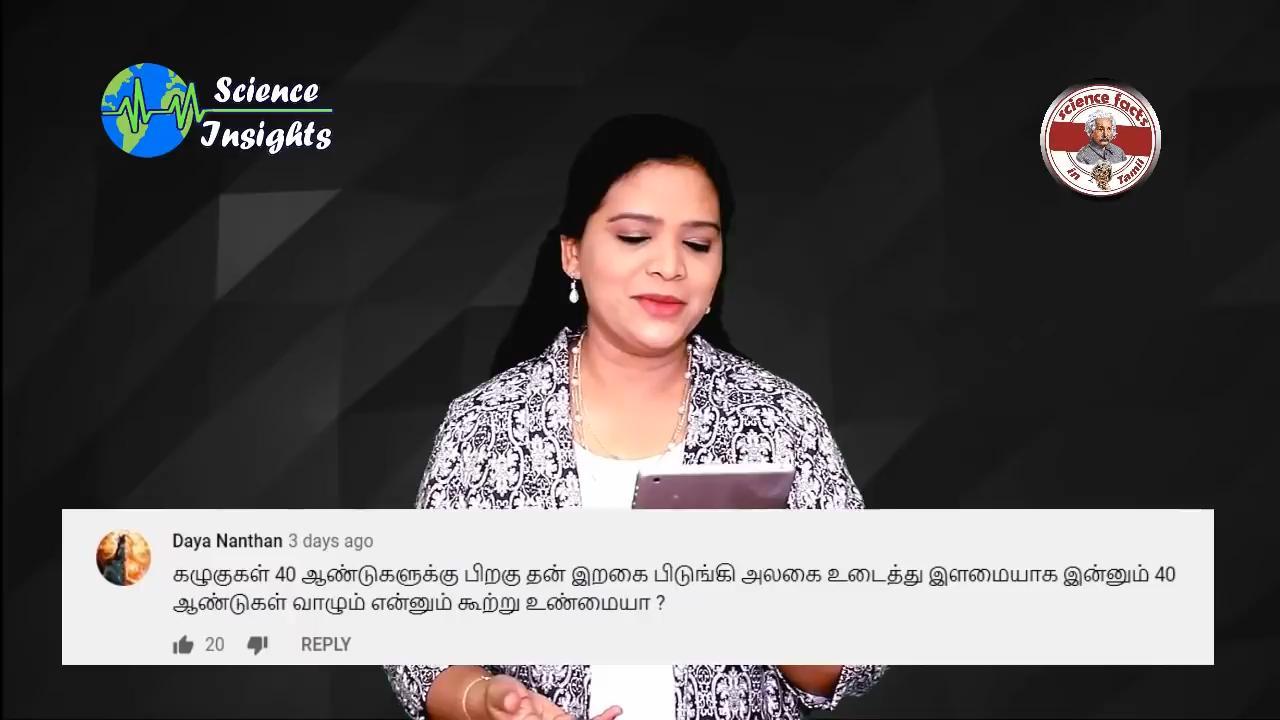 Science
Insights
science facts
in Tamil
Daya Nanthan 3 days ago
கழுகுகள் 40 ஆண்டுகளுக்கு பிறகு தன் இறகை பிடுங்கி அலகை உடைத்து இளமையாக இன்னும் 40
ஆண்டுகள் வாழும் என்னும் கூற்று உண்மையா ?
20 REPLY